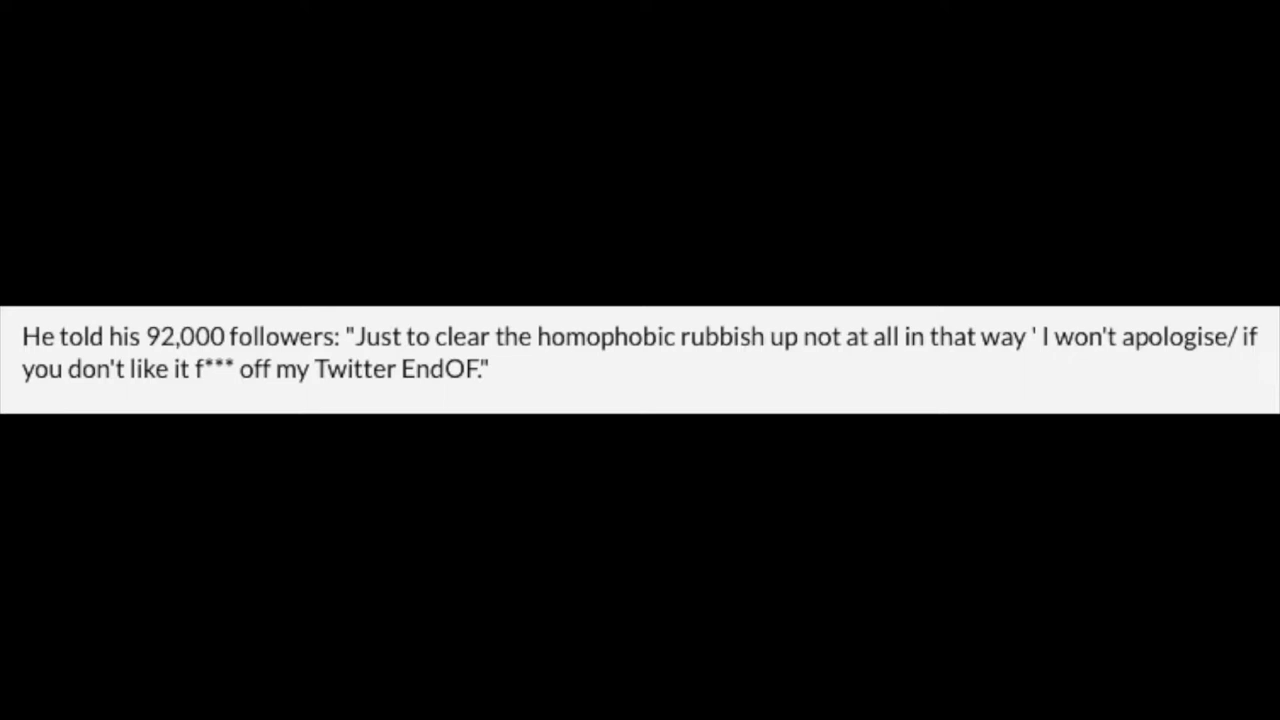 He told his 92,000 followers: "Just to clear the homophobic rubbish up not at all in that way ' I won't apologise/ if
you don't like it f*** off my Twitter EndOF."